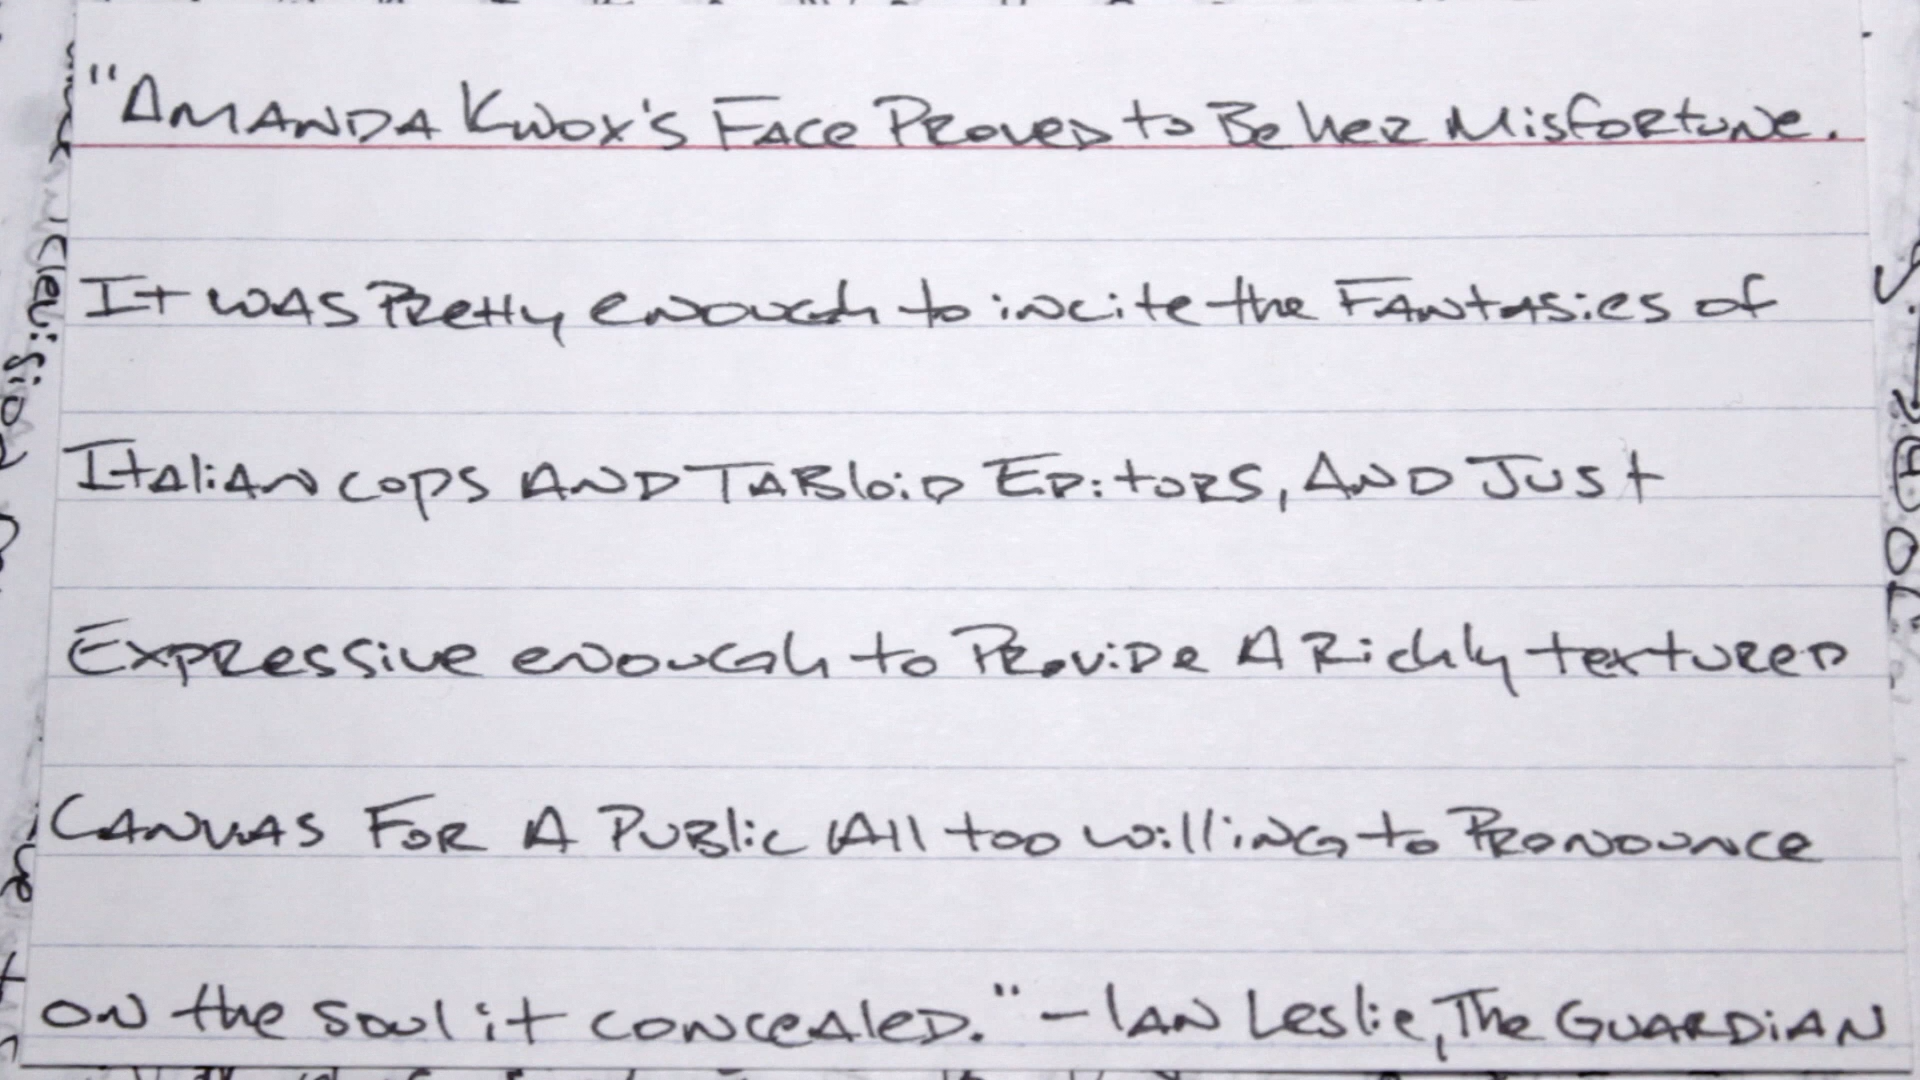 "Amanda Knox's Face Proved to Be her Misfortune.
It was Pretty enough to incite the Fantasies of
Italian cops and Tabloid Editors, and Just
Expressive enough to Provide a Richly textured
Canvas For a Public all too willing to Pronounce
on the soul it concealed." - Ian Leslie, The Guardian